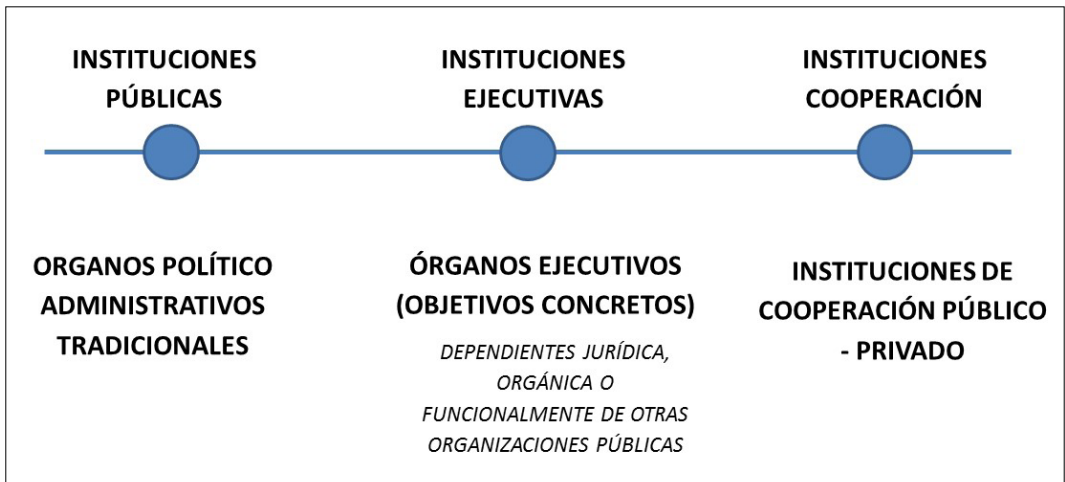 INSTITUCIONES
PÚBLICAS
INSTITUCIONES
EJECUTIVAS
INSTITUCIONES
COOPERACIÓN
ORGANOS POLÍTICO
ADMINISTRATIVOS
TRADICIONALES
ÓRGANOS EJECUTIVOS
(OBJETIVOS CONCRETOS)
DEPENDIENTES JURÍDICA,
ORGÁNICA O
FUNCIONALMENTE DE OTRAS
ORGANIZACIONES PÚBLICAS
INSTITUCIONES DE
COOPERACIÓN PÚBLICO
- PRIVADO